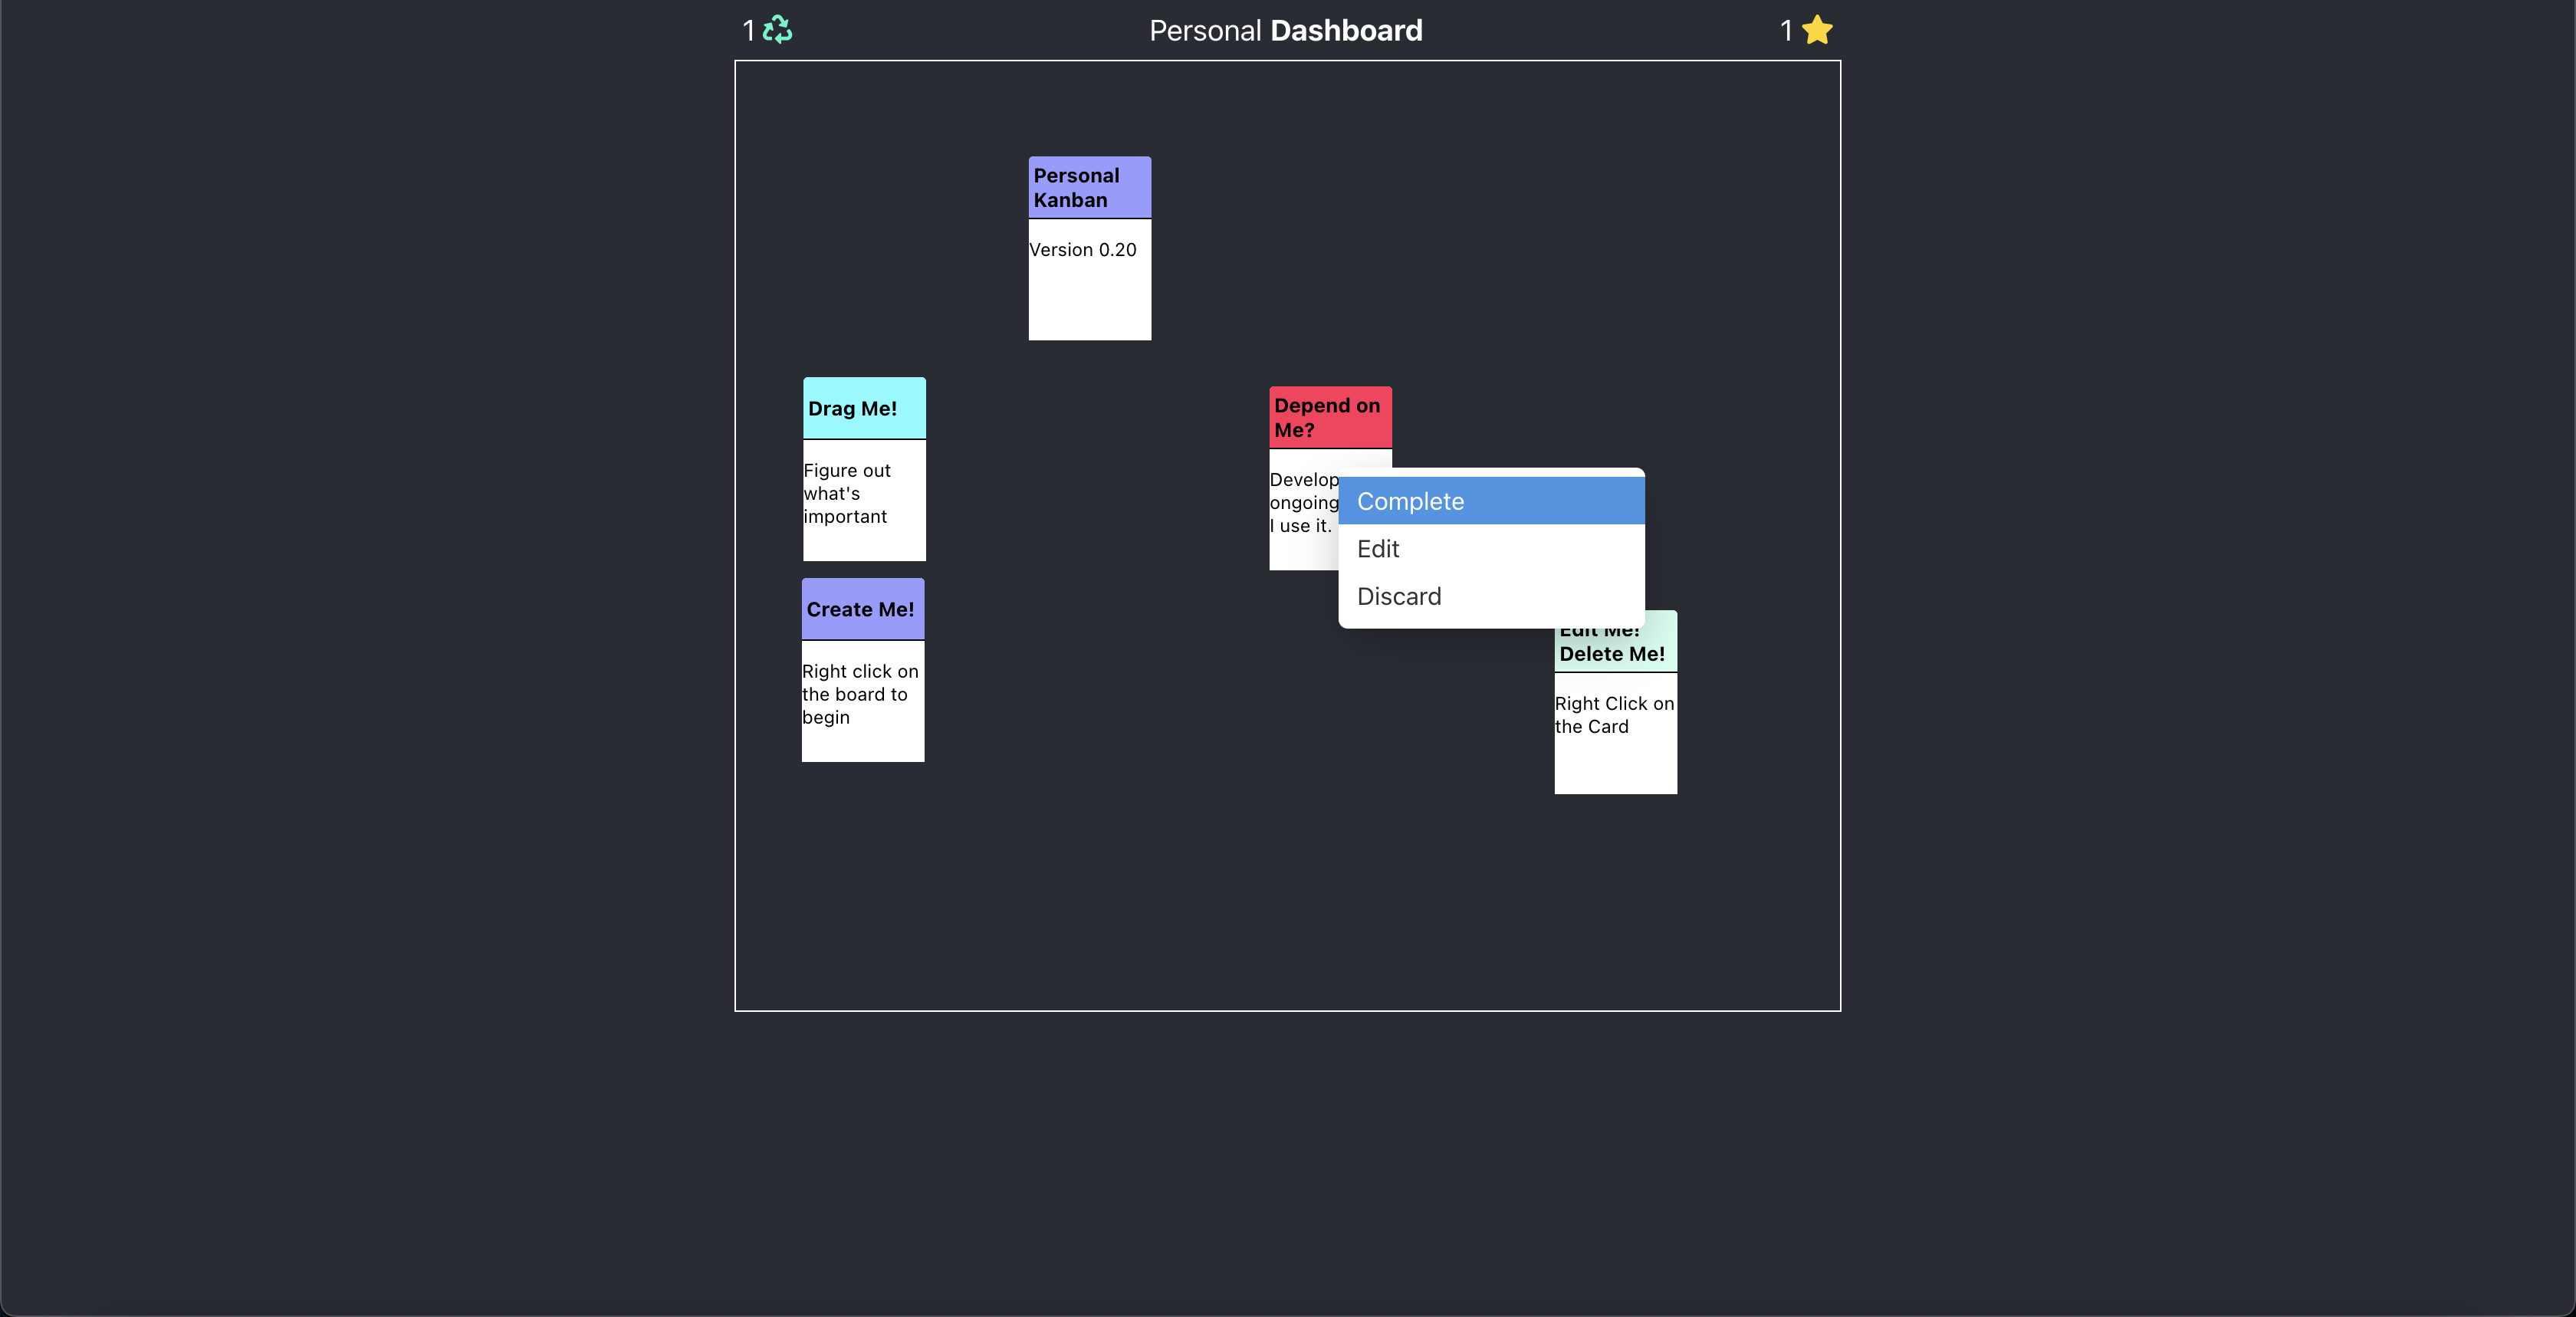 1
Personal Dashboard
1
Personal
Kanban
Version 0.20
Drag Me!
Figure out
what's
important
Depend on
Me?
Develop
ongoing
I use it.
Complete
Edit
Discard
Create Me!
Right click on
the board to
begin
Edit Me!
Delete Me!
Right Click on
the Card